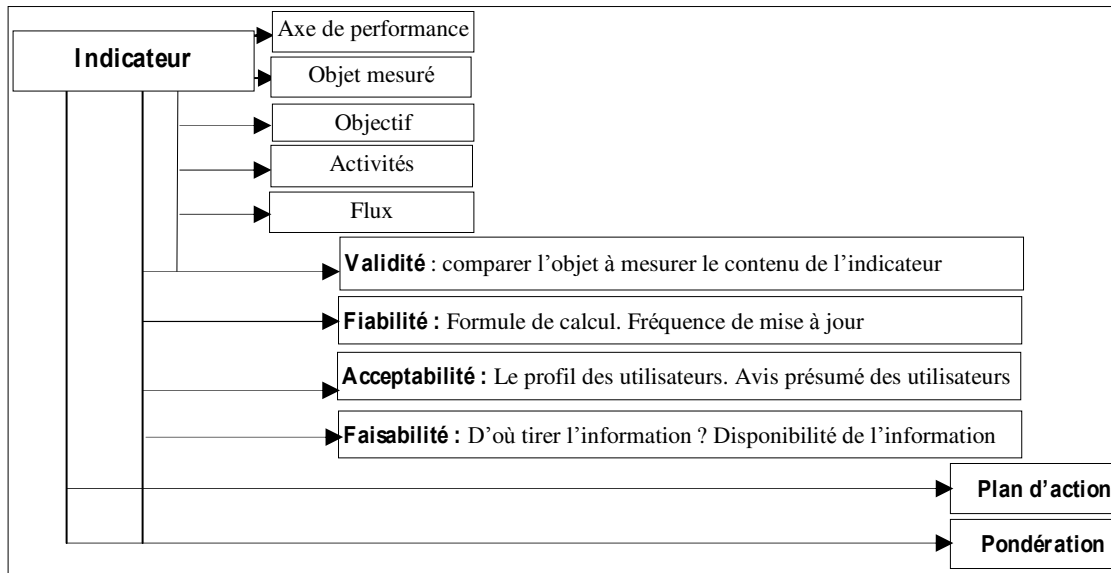 Axe de performance
Indicateur
Objet mesuré
Objectif
Activités
Flux
Validité : comparer l’objet à mesurer le contenu de l’indicateur
Fiabilité : Formule de calcul. Fréquence de mise à jour
Acceptabilité : Le profil des utilisateurs. Avis présumé des utilisateurs
Faisabilité : D’où tirer l’information ? Disponibilité de l’information
Plan d’action
Pondération